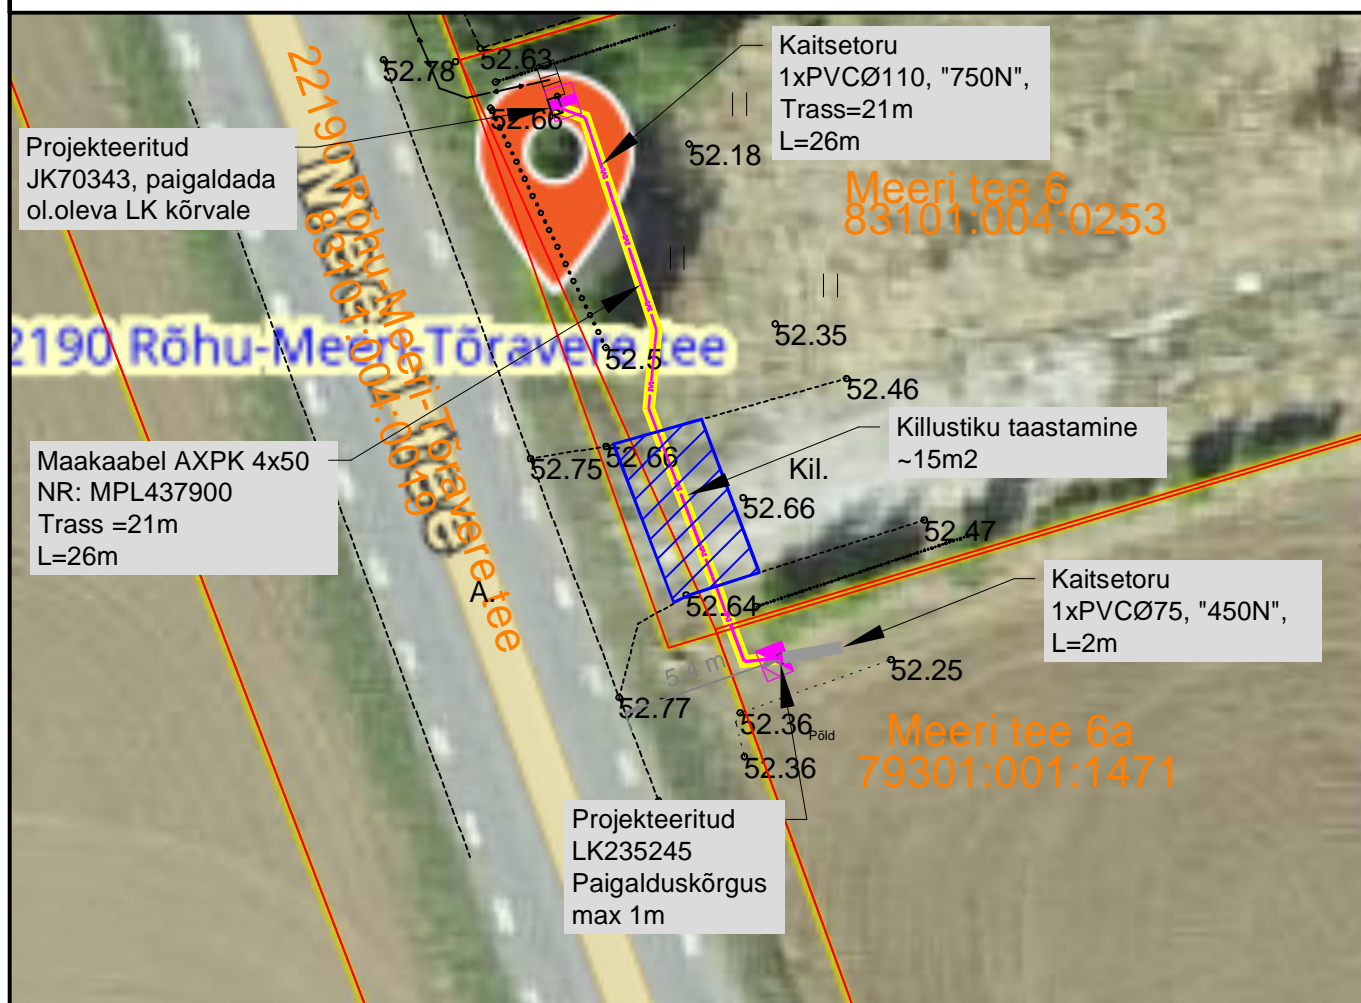 Kaitsetoru
1xPVCØ110, "750N",
Trass=21m
L=26m
52.63
52.78
52.66
52.18
Projekteeritud
JK70343, paigaldada
ol.oleva LK kõrvale
Meeri tee 6
83101:004:0253
22190 Rõhu-Meeri-Tõravere tee
83101:004:0019
2190 Rõhu-Meeri-Tõravere tee
52.5
52.35
52.46
Killustiku taastamine
~15m2
Maakaabel AXPK 4x50
NR: MPL437900
Trass =21m
L=26m
52.75
52.66
Kil.
52.66
52.47
A.
52.64
Kaitsetoru
1xPVCØ75, "450N",
L=2m
5.4 m
52.25
52.77
52.36
Põld
52.36
Meeri tee 6a
79301:001:1471
Projekteeritud
LK235245
Paigalduskõrgus
max 1m